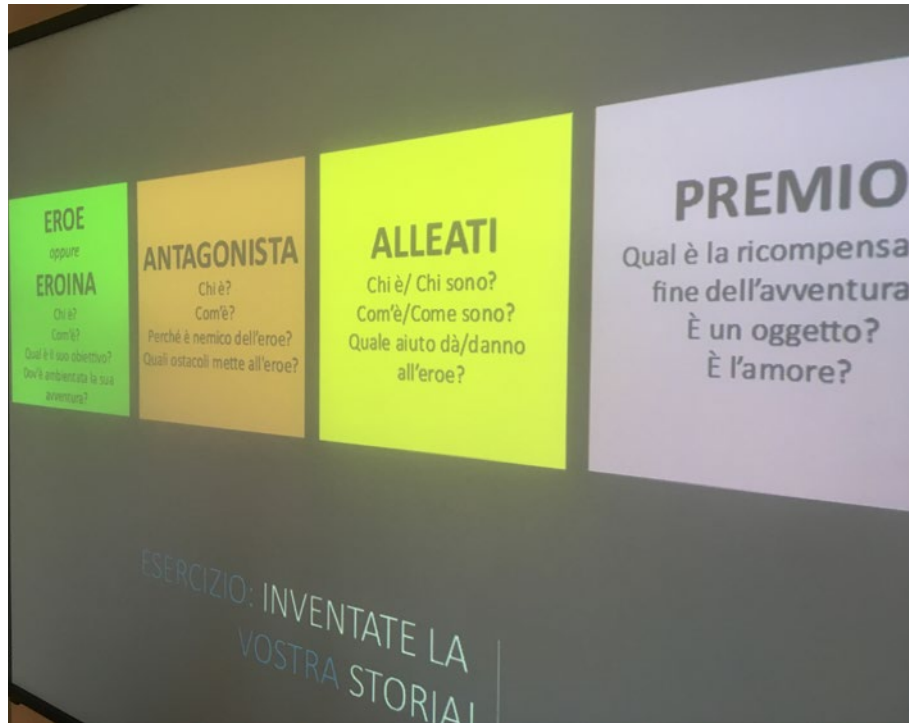 EROE
oppure
EROINA
Chi è?
Com'è?
Qual è il suo obiettivo?
Dov'è ambientata la sua
avventura?
ANTAGONISTA
Chi è?
Com'è?
Perché è nemico dell'eroe?
Quali ostacoli mette all'eroe?
ALLEATI
Chi è/ Chi sono?
Com'è/Come sono?
Quale aiuto dà/danno
all'eroe?
PREMIO
Qual è la ricompensa
fine dell'avventura
È un oggetto?
È l'amore?
ESERCIZIO: INVENTATE LA
VOSTRA STORIA!